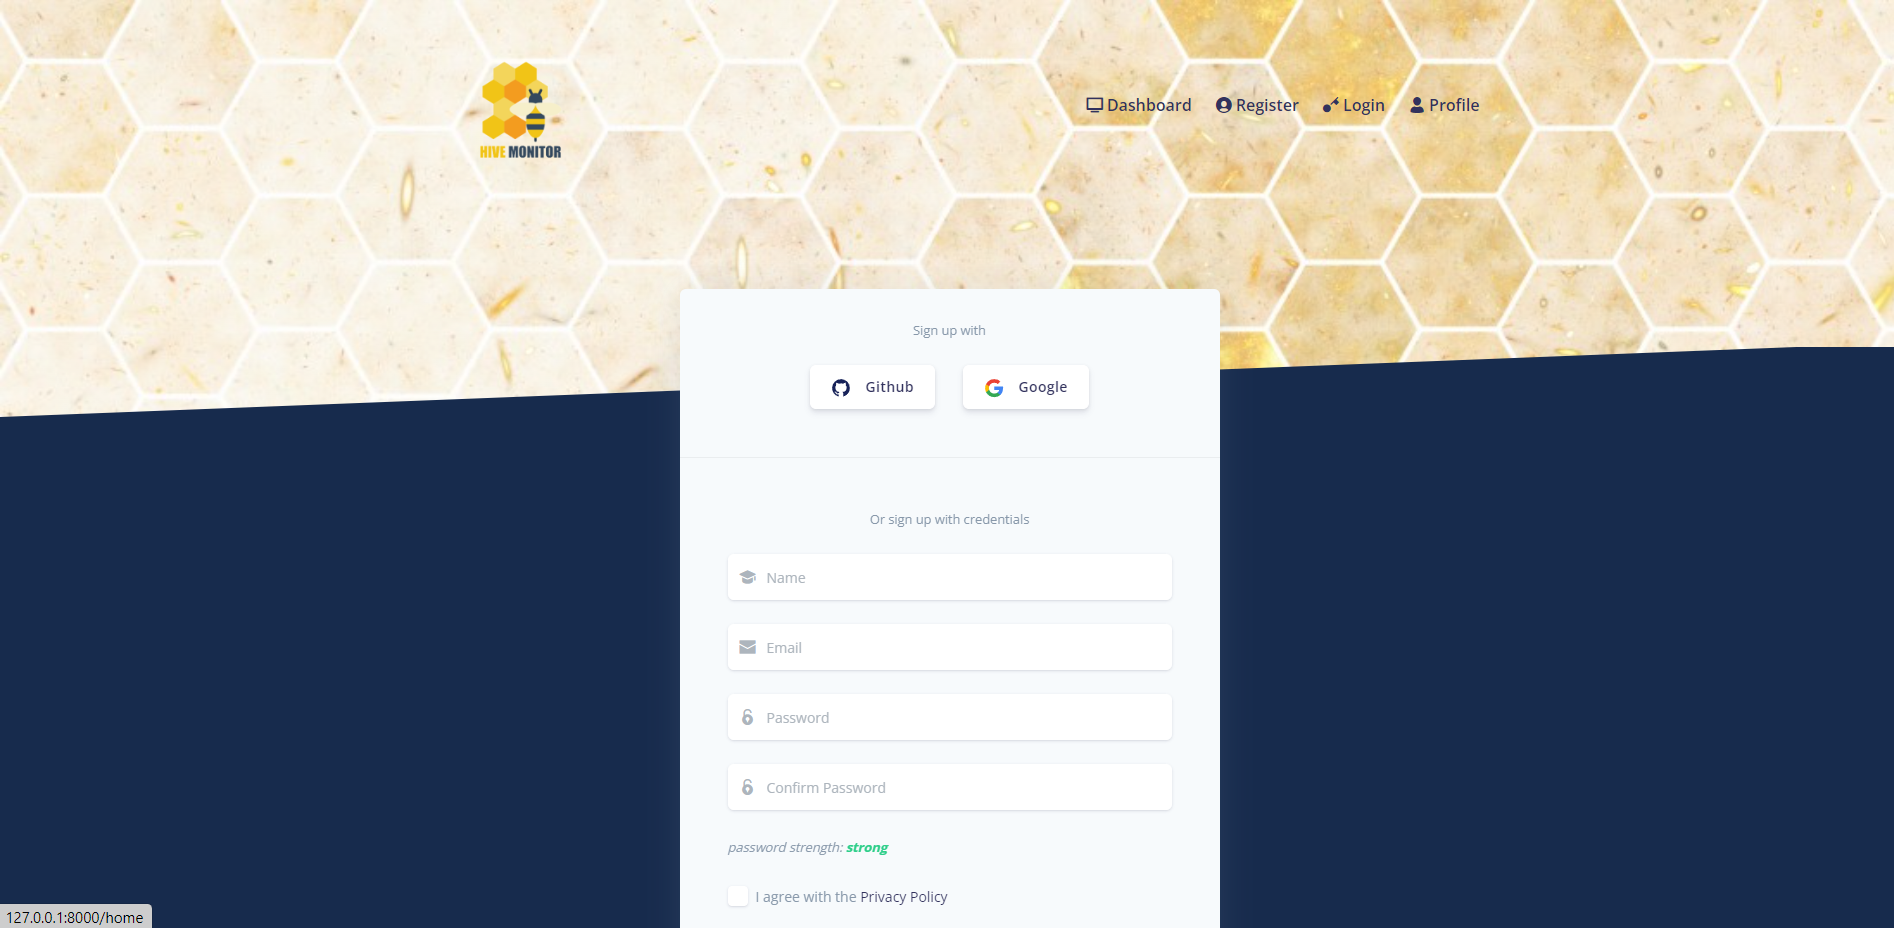 HIVE MONITOR
Dashboard Register Login Profile
Sign up with
Github Google
Or sign up with credentials
Name
Email
Password
Confirm Password
password strength: strong
I agree with the Privacy Policy
127.0.0.1:8000/home